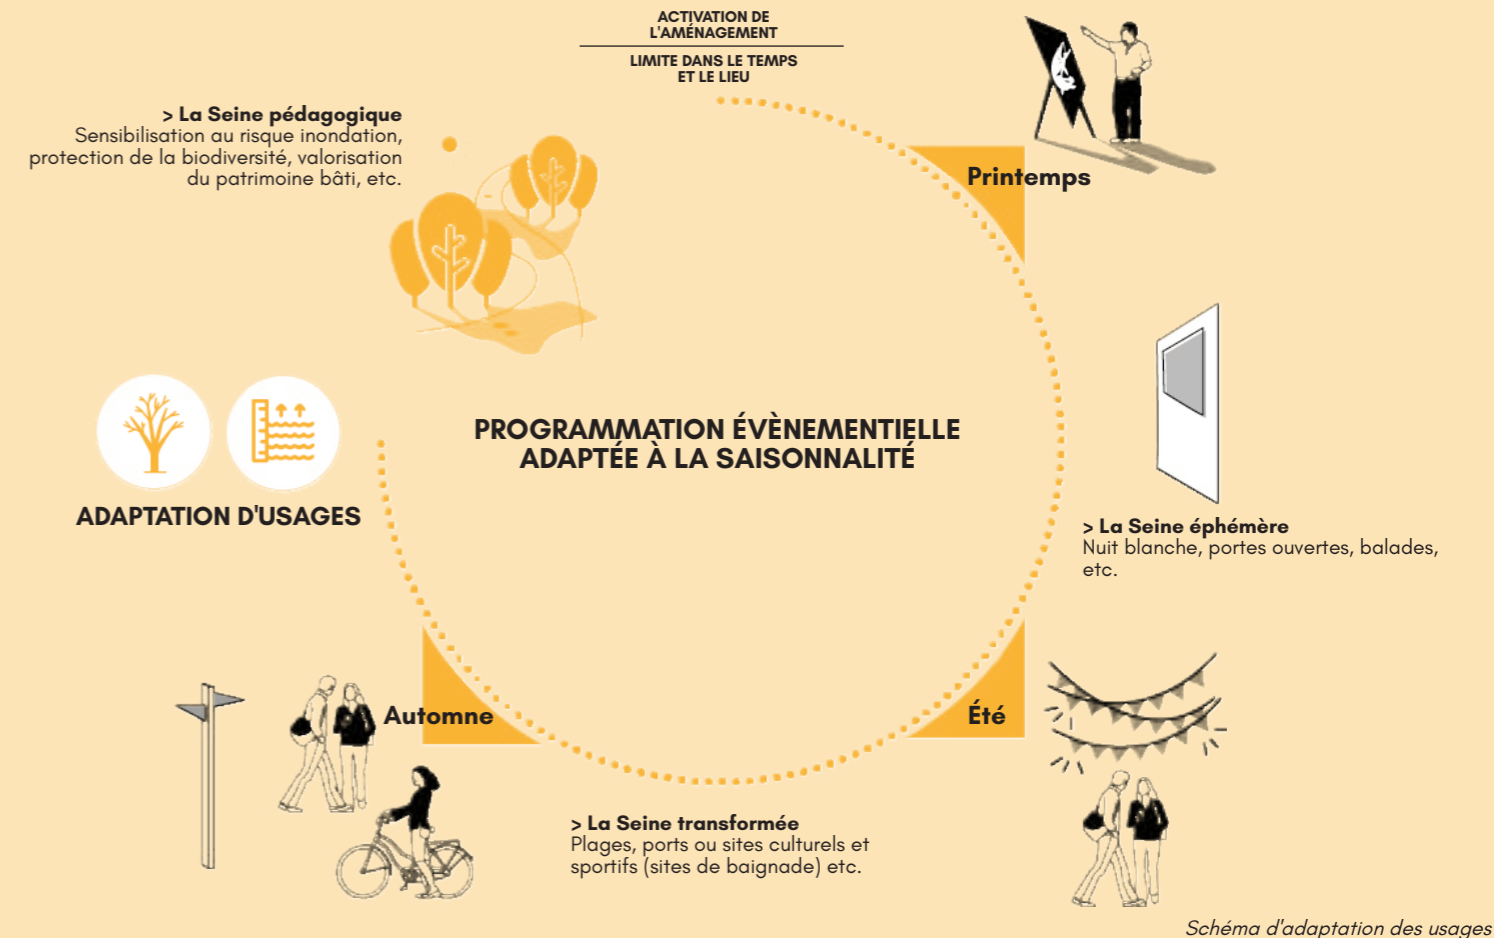 ACTIVATION DE
L'AMÉNAGEMENT
LIMITE DANS LE TEMPS
ET LE LIEU
> La Seine pédagogique
Sensibilisation au risque inondation,
protection de la biodiversité, valorisation
du patrimoine bâti, etc.
Printemps
PROGRAMMATION ÉVÈNEMENTIELLE
ADAPTÉE À LA SAISONNALITÉ
ADAPTATION D'USAGES
> La Seine éphémère
Nuit blanche, portes ouvertes, balades,
etc.
Automne
Été
> La Seine transformée
Plages, ports ou sites culturels et
sportifs (sites de baignade) etc.
Schéma d'adaptation des usages